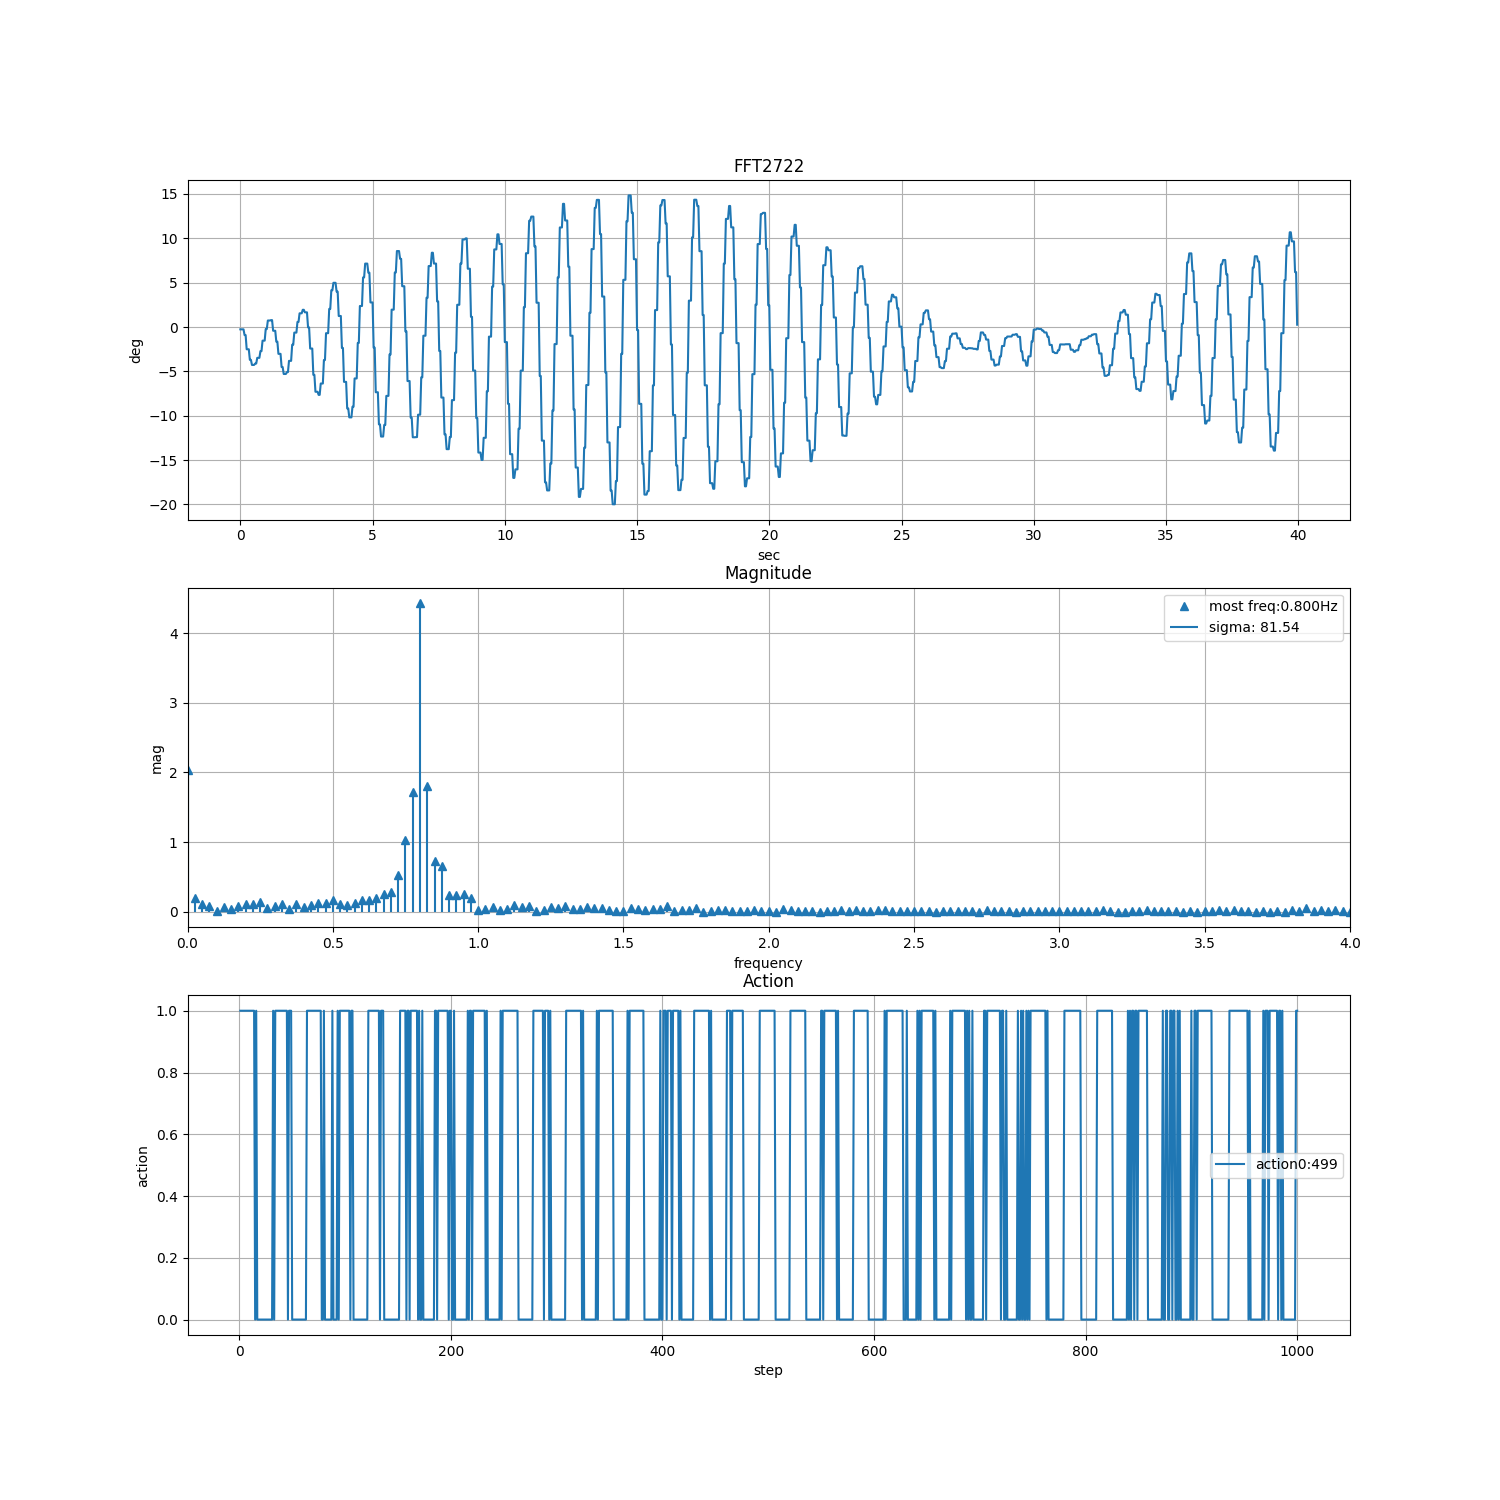 FFT2722
15
10
5
0
−5
−10
−15
−20
deg
0 5 10 15 20 25 30 35 40
sec
Magnitude
most freq:0.800Hz
sigma: 81.54
4
3
2
1
0
mag
0.0 0.5 1.0 1.5 2.0 2.5 3.0 3.5 4.0
frequency
Action
1.0
0.8
0.6
0.4
0.2
0.0
action
action0:499
0 200 400 600 800 1000
step